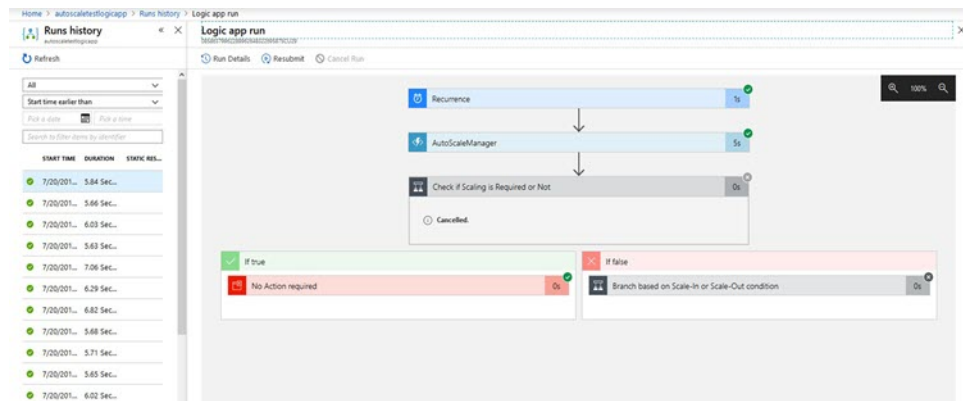 Home > autoscaletestlogicapp > Runs history > Logic app run
Runs history
autoscaletestlogicapp
Refresh
All
Start time earlier than
Pick a date
Pick a time
Search to filter items by identifier
START TIME DURATION STATIC RES...
7/20/201... 5.84 Sec...
7/20/201... 5.66 Sec...
7/20/201... 6.03 Sec...
7/20/201... 5.63 Sec...
7/20/201... 7.06 Sec...
7/20/201... 6.29 Sec...
7/20/201... 6.82 Sec...
7/20/201... 5.68 Sec...
7/20/201... 5.71 Sec...
7/20/201... 5.65 Sec...
7/20/201... 6.02 Sec...
Logic app run
Run Details Resubmit Cancel Run
100%
Recurrence 1s
AutoScaleManager 5s
Check if Scaling is Required or Not 0s
Cancelled.
If true
No Action required 0s
If false
Branch based on Scale-In or Scale-Out condition 0s